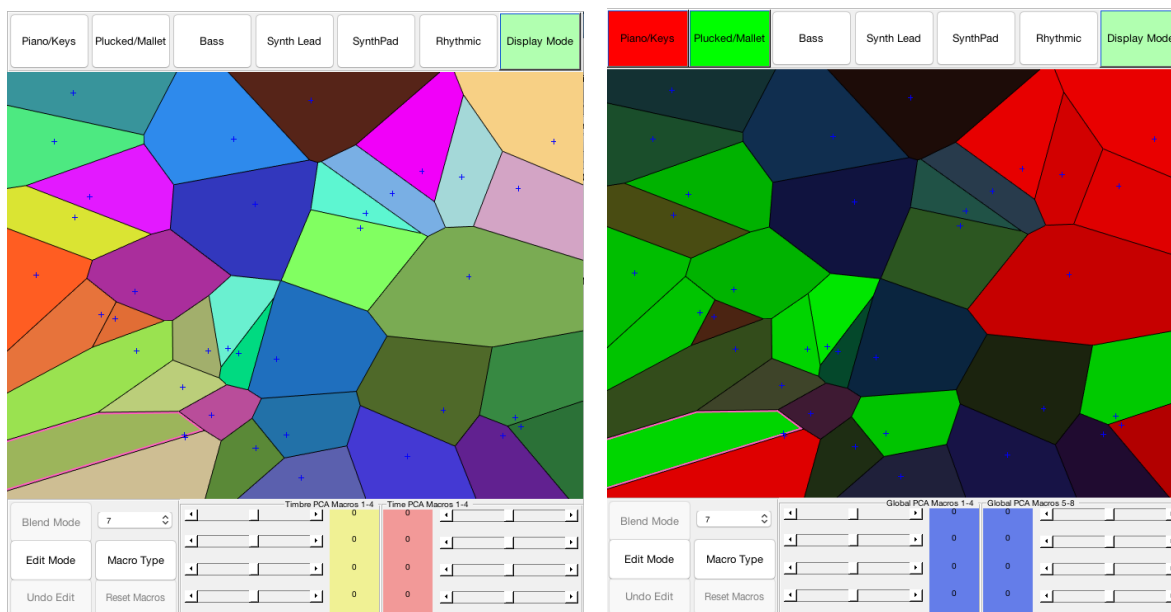 Piano/Keys Plucked/Mallet Bass Synth Lead SynthPad Rhythmic Display Mode
Timbre PCA Macros 1-4 Time PCA Macros 1-4
Blend Mode 7 0 0
0 0
Edit Mode Macro Type
0 0
Undo Edit Reset Macros 0 0
Piano/Keys Plucked/Mallet Bass Synth Lead SynthPad Rhythmic Display Mode
Global PCA Macros 1-4 Global PCA Macros 5-8
Blend Mode 7 0 0
0 0
Edit Mode Macro Type
0 0
Undo Edit Reset Macros 0 0